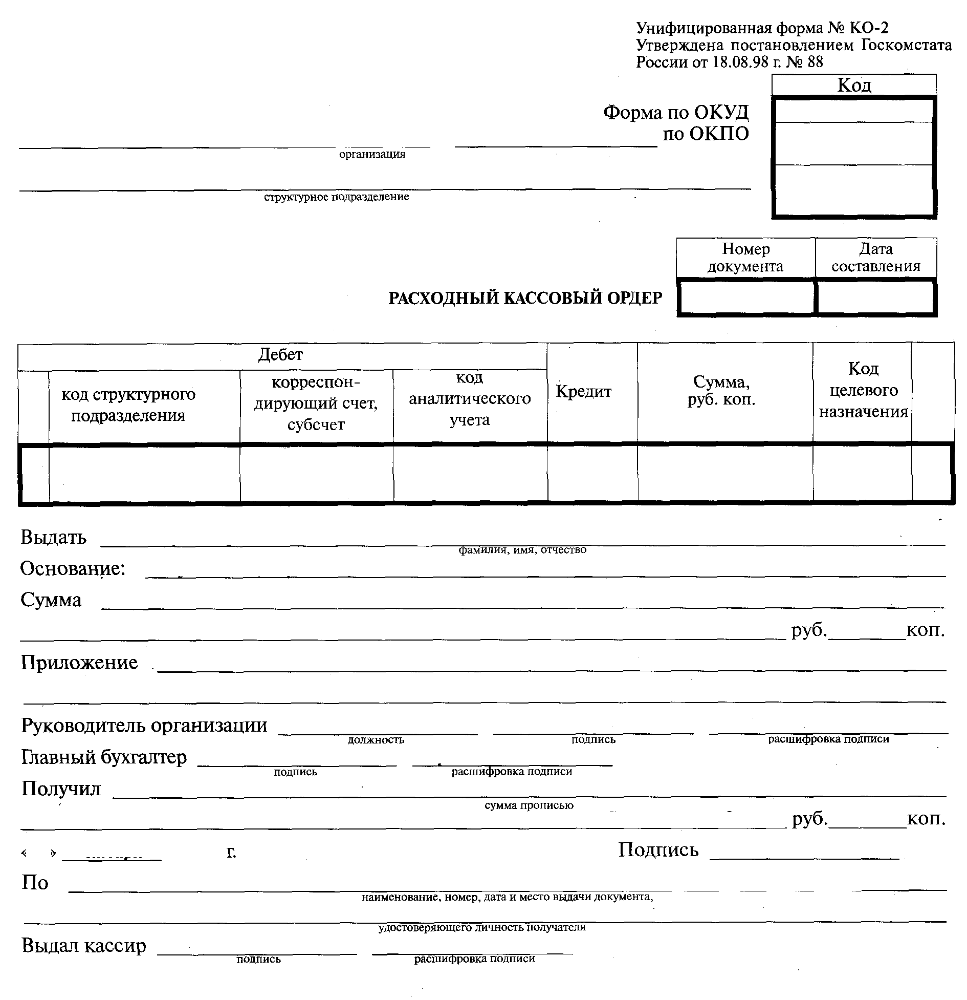 Унифицированная форма № КО-2
Утверждена постановлением Госкомстата
России от 18.08.98 г. № 88
Код
Форма по ОКУД
по ОКПО
организация
структурное подразделение
Номер документа
Дата составления
РАСХОДНЫЙ КАССОВЫЙ ОРДЕР
Дебет
код структурного
подразделения
корреспон-
дирующий счет,
субсчет
код
аналитического
учета
Кредит
Сумма,
руб. коп.
Код
целевого
назначения
Выдать
фамилия, имя, отчество
Основание:
Сумма
руб. коп.
Приложение
Руководитель организации
должность подпись расшифровка подписи
Главный бухгалтер
подпись расшифровка подписи
Получил
сумма прописью
руб. коп.
« » г. Подпись
По
наименование, номер, дата и место выдачи документа,
удостоверяющего личность получателя
Выдал кассир
подпись расшифровка подписи